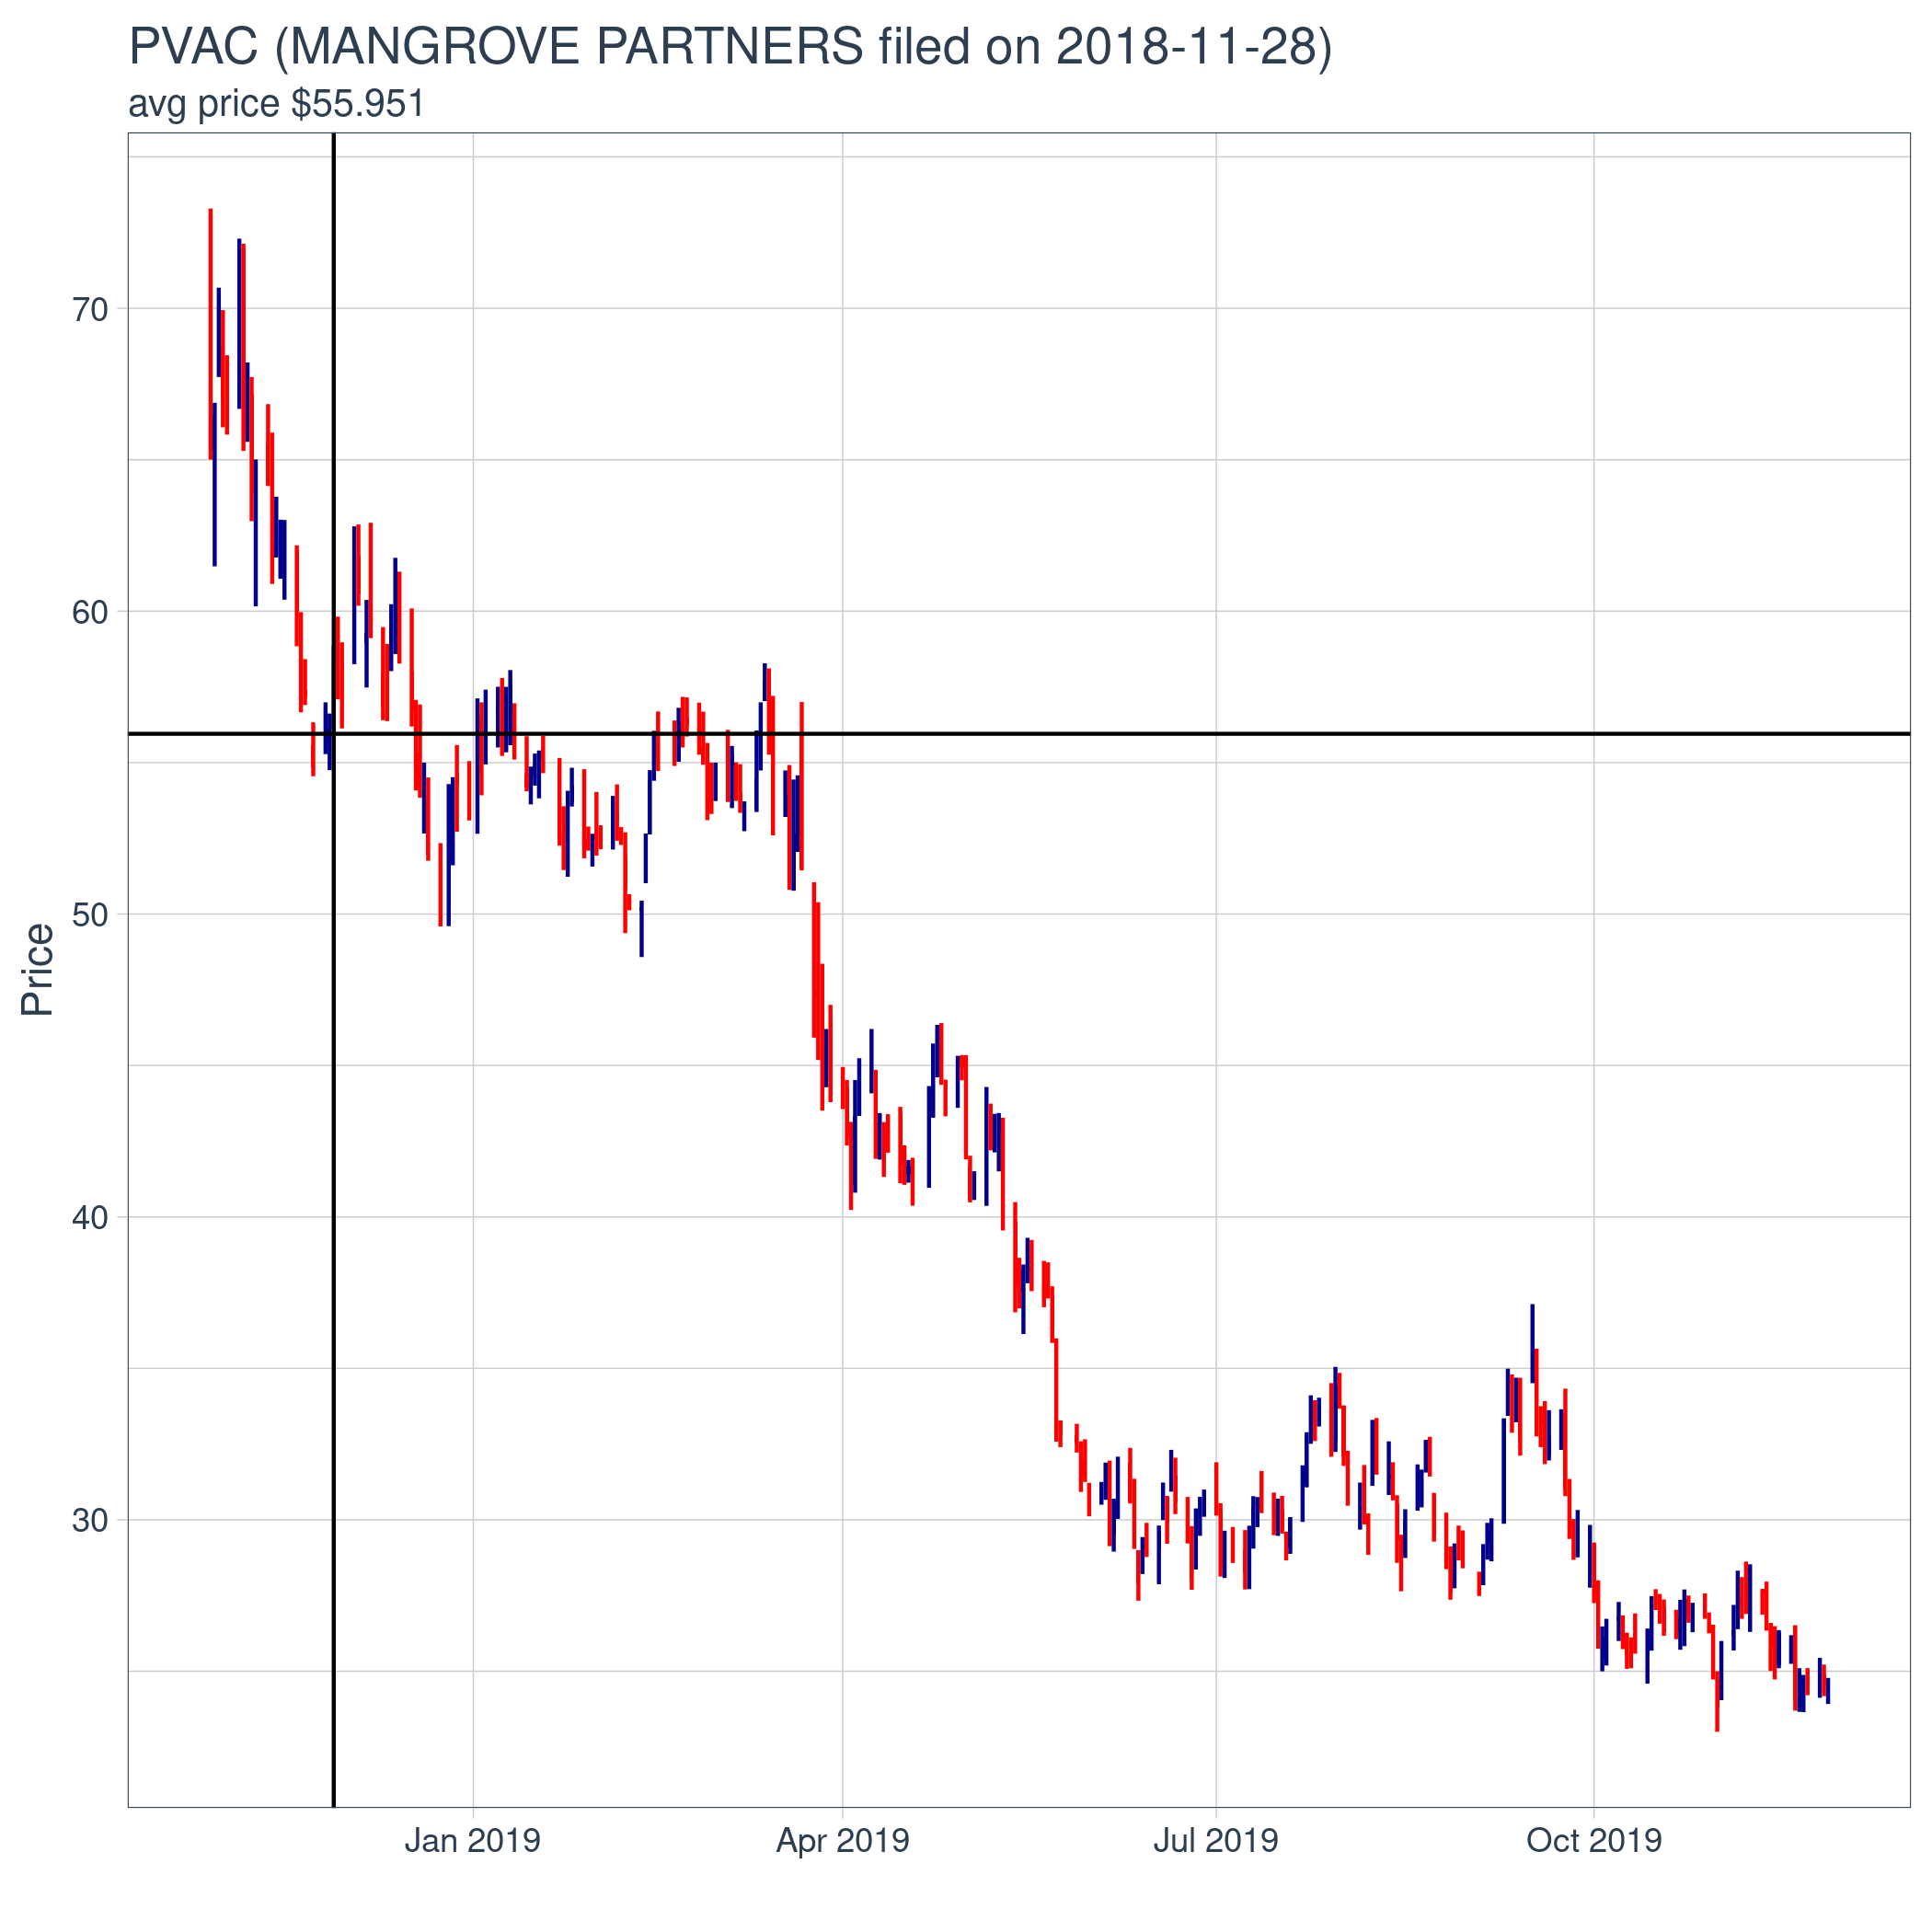 PVAC (MANGROVE PARTNERS filed on 2018-11-28)
avg price $55.951
70
60
50
40
30
Price
Jan 2019
Apr 2019
Jul 2019
Oct 2019